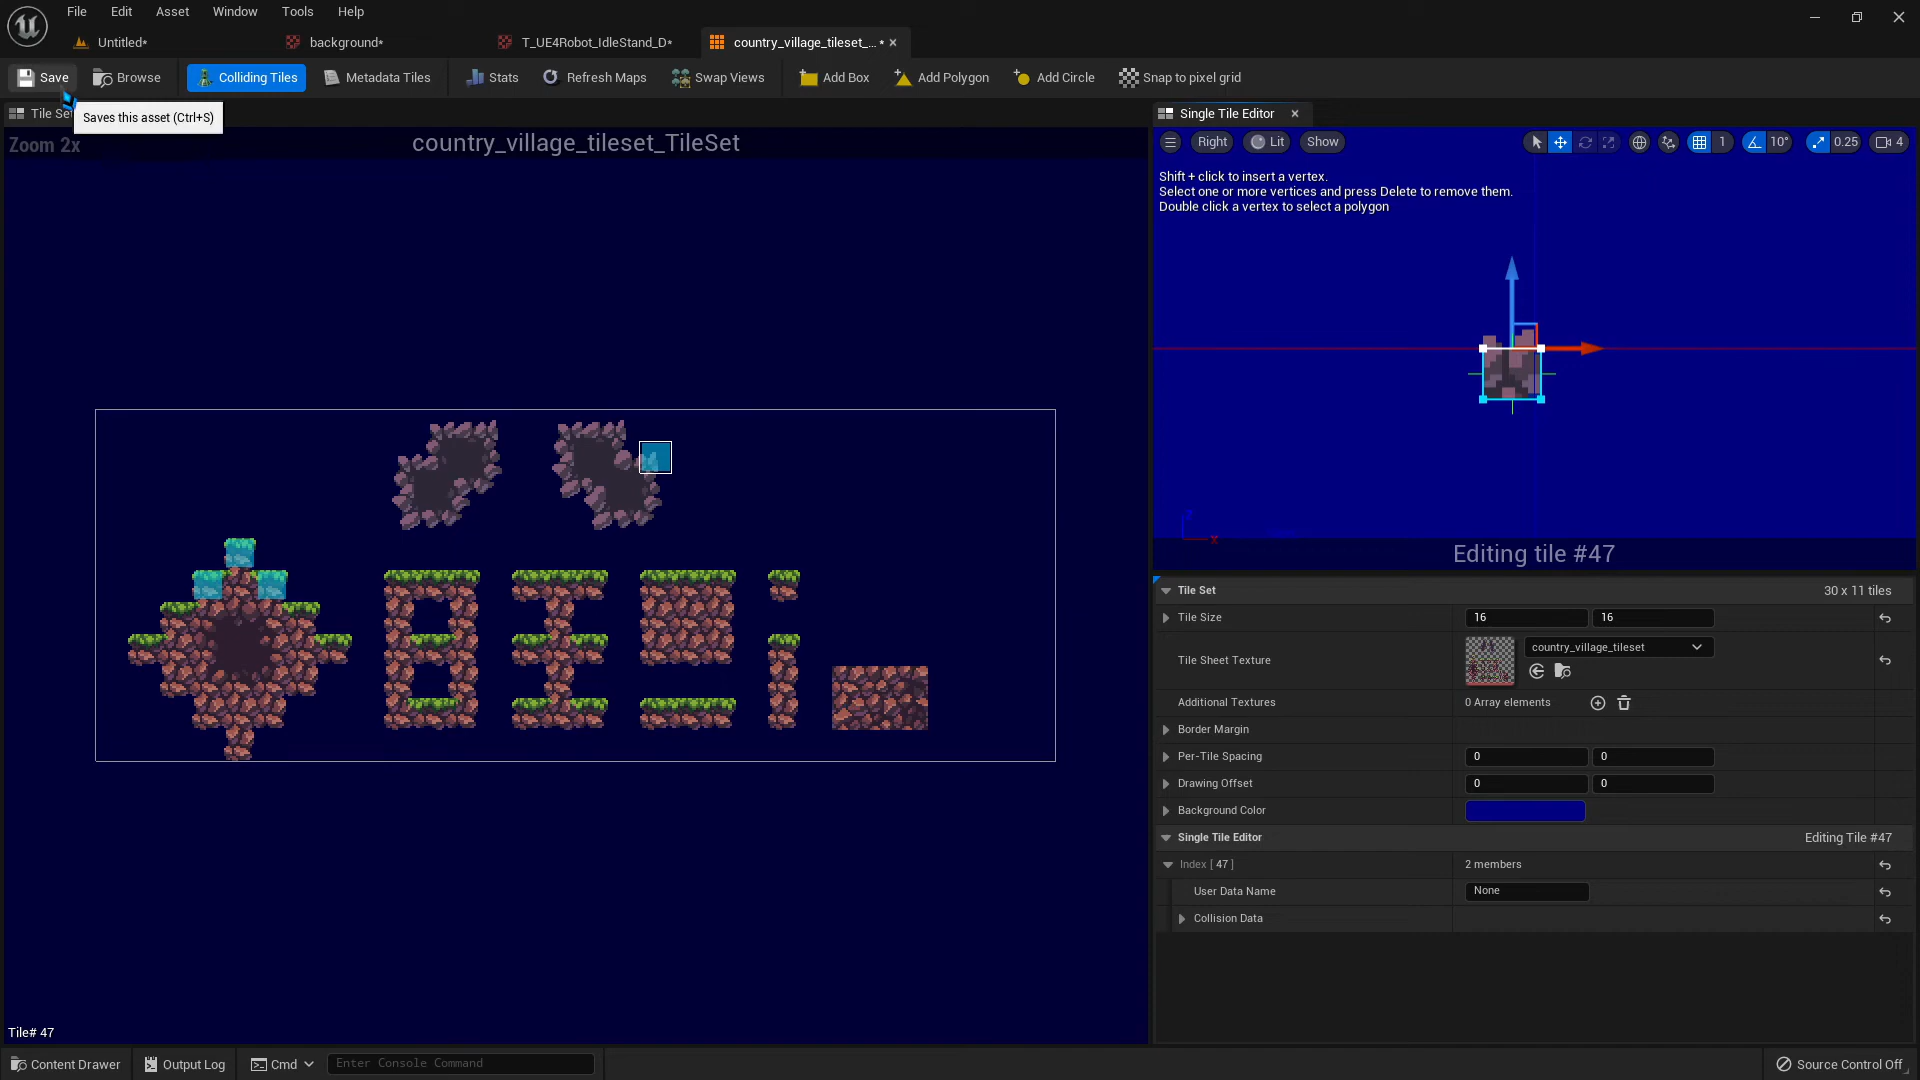 File Edit Asset Window Tools Help
Untitled* background* T_UE4Robot_IdleStand_D* country_village_tileset_... *
Save Browse Colliding Tiles Metadata Tiles Stats Refresh Maps Swap Views Add Box Add Polygon Add Circle Snap to pixel grid
Tile Se
Saves this asset (Ctrl+S)
Single Tile Editor
Zoom 2x
country_village_tileset_TileSet
Right Lit Show 1 10° 0.25 4
Shift + click to insert a vertex.
Select one or more vertices and press Delete to remove them.
Double click a vertex to select a polygon
Z
X
Editing tile #47
Tile Set 30 x 11 tiles
Tile Size 16 16
Tile Sheet Texture country_village_tileset
Additional Textures 0 Array elements
Border Margin
Per-Tile Spacing 0 0
Drawing Offset 0 0
Background Color
Single Tile Editor Editing Tile #47
Index [ 47 ] 2 members
User Data Name None
Collision Data
Tile# 47
Content Drawer Output Log Cmd Enter Console Command Source Control Off